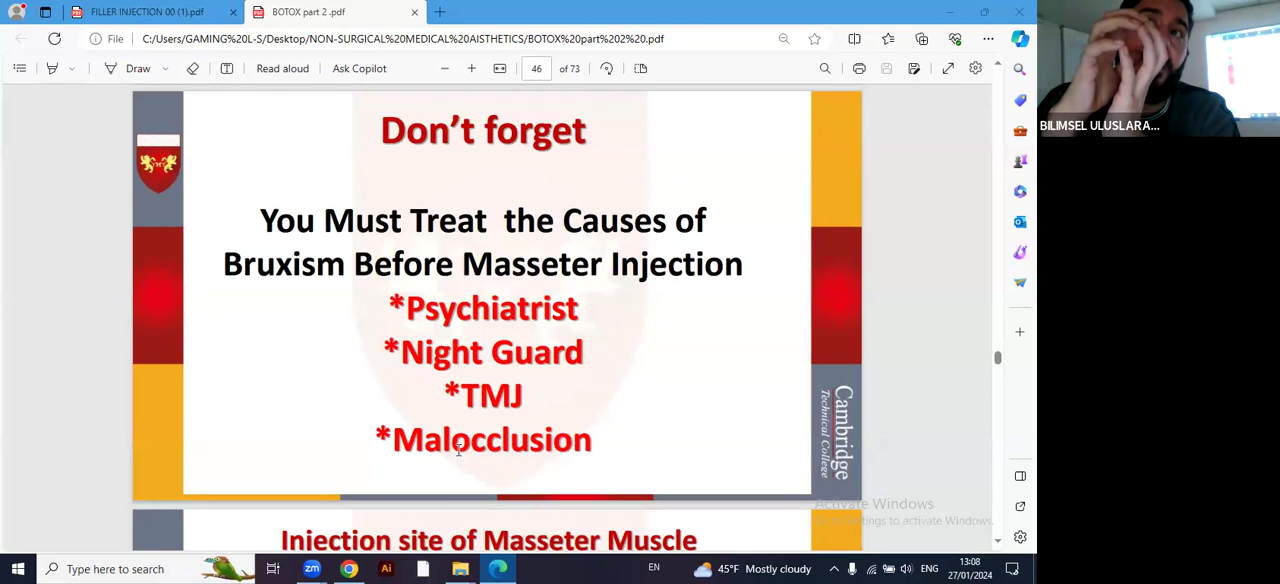 FILLER INJECTION 00 (1).pdf
BOTOX part 2 .pdf
File
C:/Users/GAMING%20L-S/Desktop/NON-SURGICAL%20MEDICAL%20AISTHETICS/BOTOX%20part%202%20.pdf
Draw
Read aloud
Ask Copilot
46
of 73
BILIMSEL ULUSLARA...
Don't forget
You Must Treat the Causes of
Bruxism Before Masseter Injection
*Psychiatrist
*Night Guard
*TMJ
*Malocclusion
Cambridge
Technical College
Activate Windows
Injection site of Masseter Muscle
Type here to search
zm
Ai
EN
45°F Mostly cloudy
ENG
13:08
27/01/2024